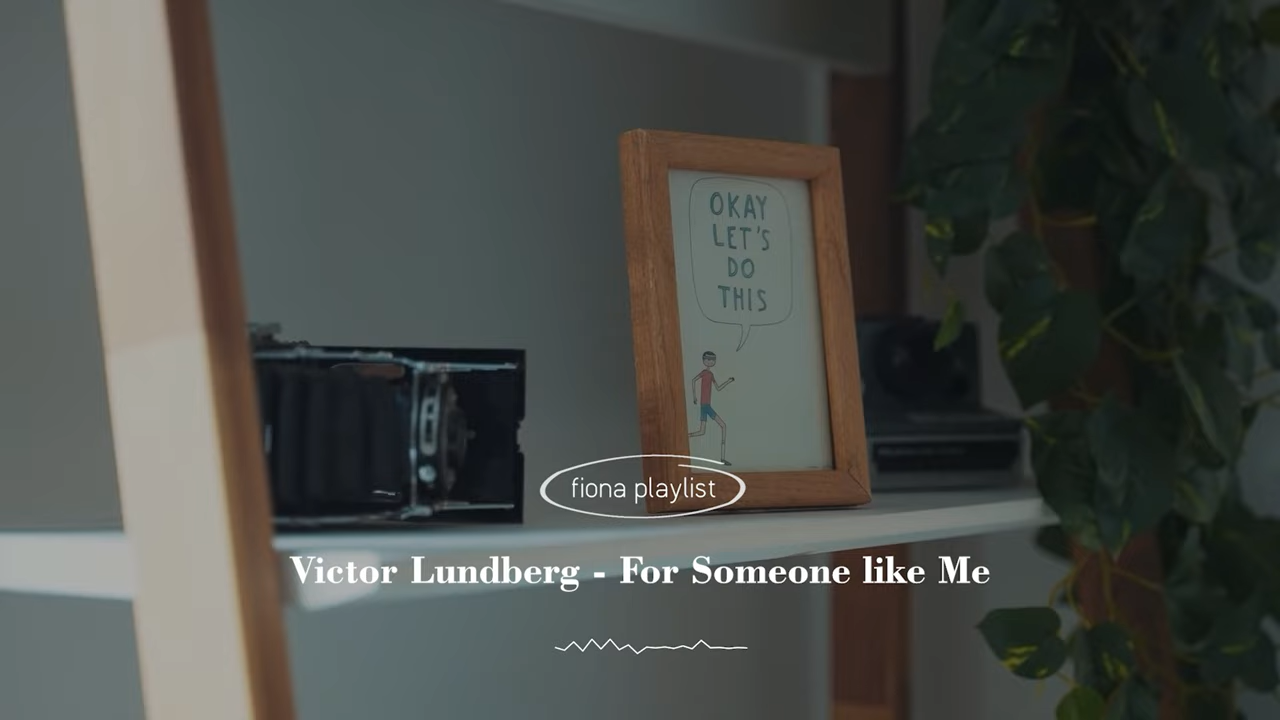 OKAY
LET'S
DO
THIS
fiona playlist
Victor Lundberg - For Someone like Me